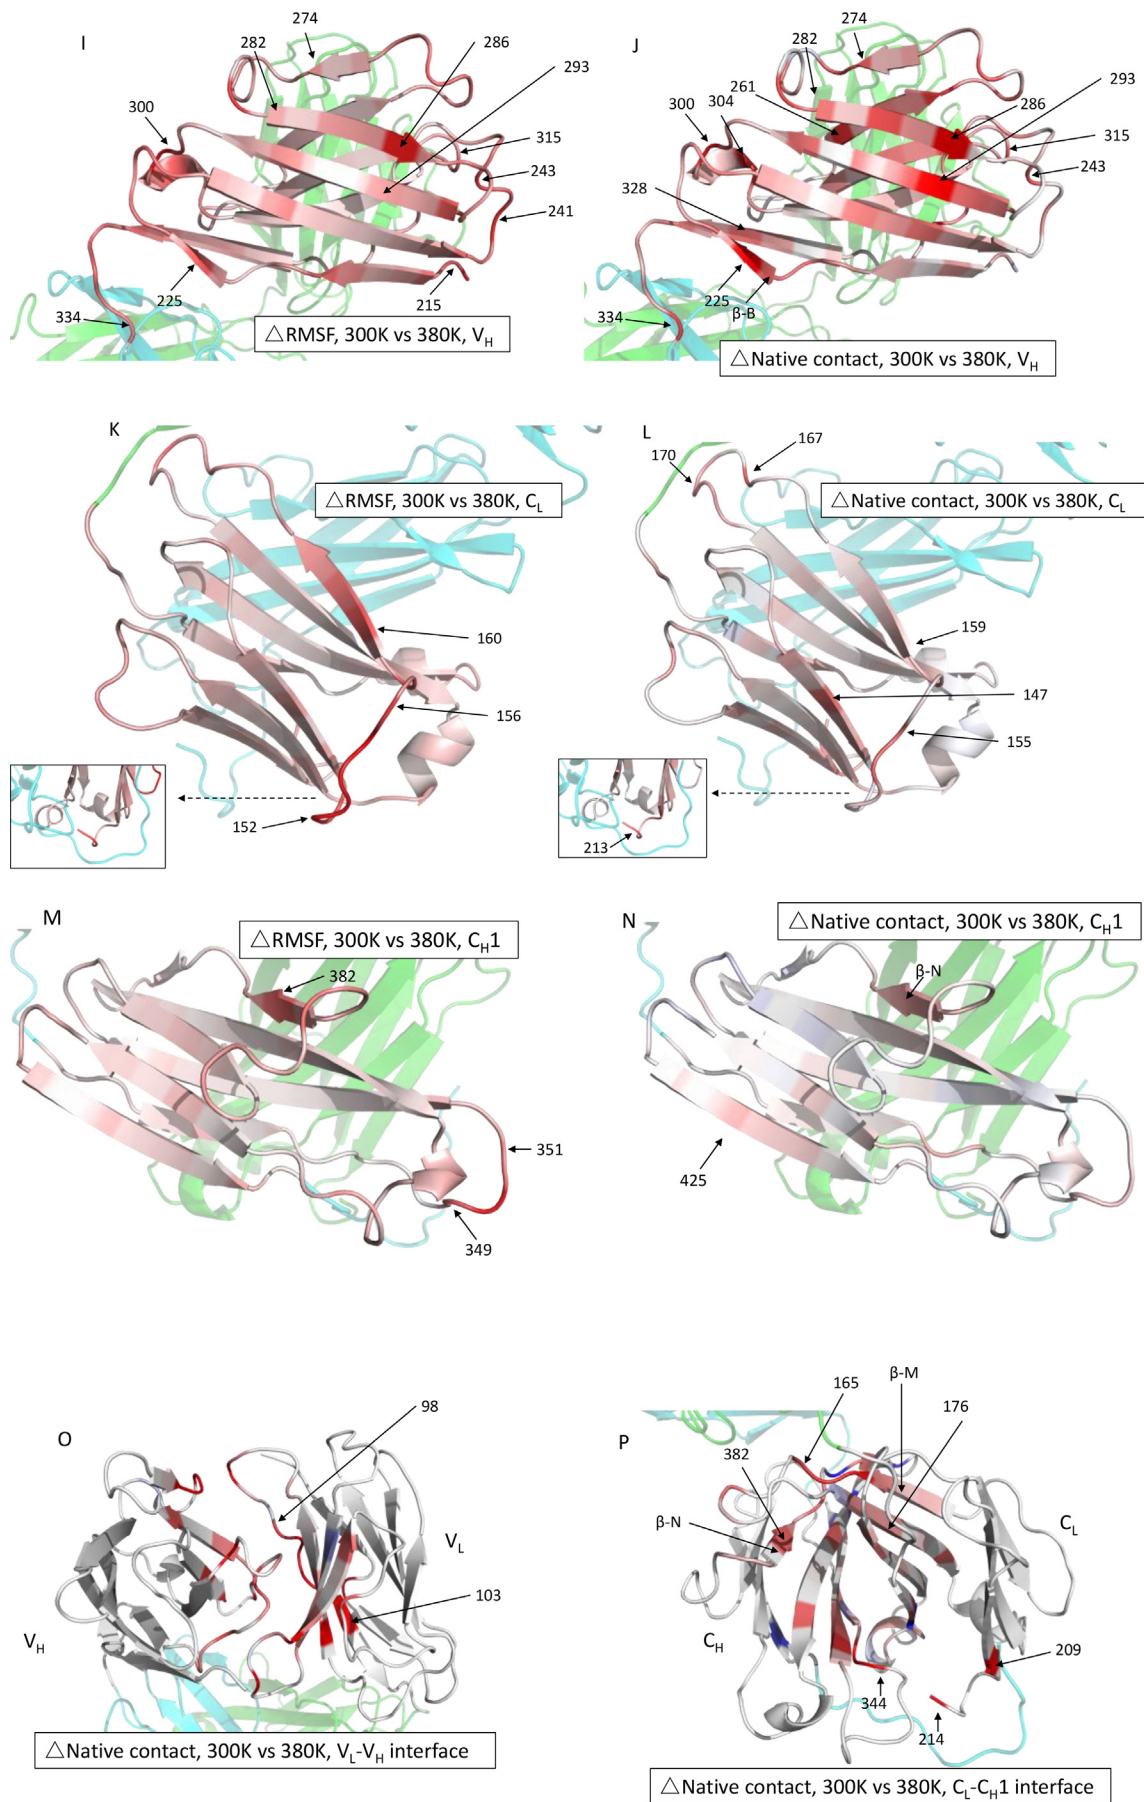 I
274
282
286
293
300
315
243
241
225
215
334
△RMSF, 300K vs 380K, VH
J
274
282
261
293
300
304
286
315
243
328
225
β-B
334
△Native contact, 300K vs 380K, VH
K
△RMSF, 300K vs 380K, CL
160
156
152
L
167
170
△Native contact, 300K vs 380K, CL
159
147
155
213
M
△RMSF, 300K vs 380K, CH1
382
351
349
N
△Native contact, 300K vs 380K, CH1
β-N
425
O
98
VL
103
VH
△Native contact, 300K vs 380K, VL-VH interface
P
165
β-M
176
382
β-N
CL
CH
209
344
214
△Native contact, 300K vs 380K, CL-CH1 interface